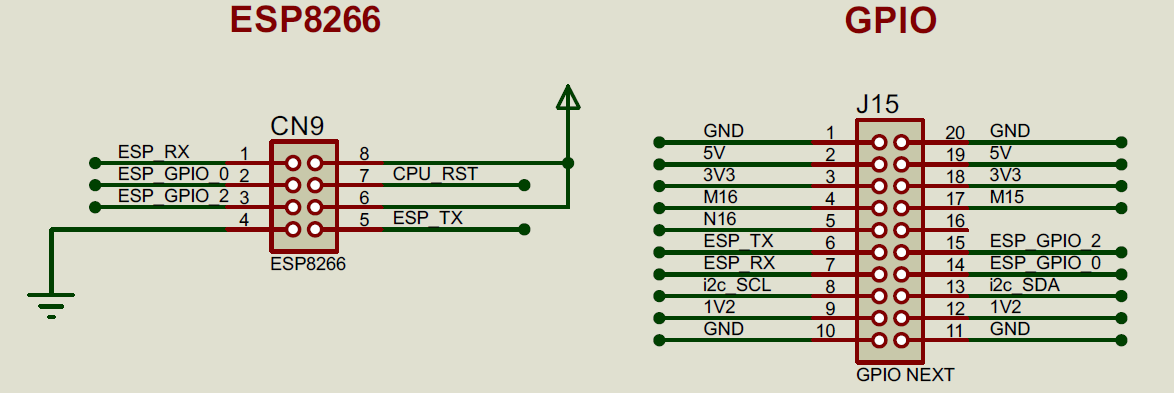 ESP8266
GPIO
CN9
ESP_RX 1 8
ESP_GPIO_0 2 7 CPU_RST
ESP_GPIO_2 3 6
4 5 ESP_TX
ESP8266
J15
GND 1 20 GND
5V 2 19 5V
3V3 3 18 3V3
M16 4 17 M15
N16 5 16
ESP_TX 6 15 ESP_GPIO_2
ESP_RX 7 14 ESP_GPIO_0
i2c_SCL 8 13 i2c_SDA
1V2 9 12 1V2
GND 10 11 GND
GPIO NEXT